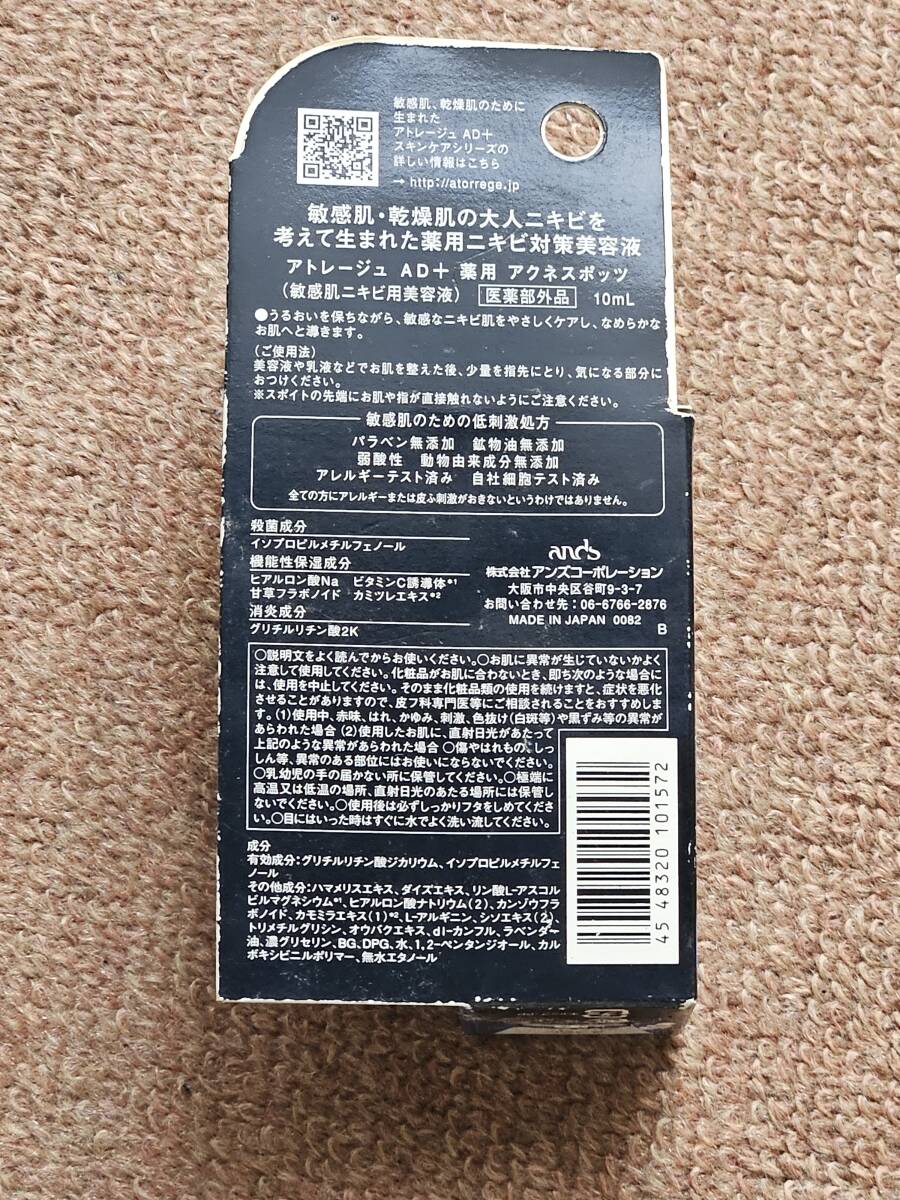 敏感肌、乾燥肌のために
生まれた
アトレージュ AD＋
スキンケアシリーズの
詳しい情報はこちら
→ http://atorrege.jp
敏感肌・乾燥肌の大人ニキビを
考えて生まれた薬用ニキビ対策美容液
アトレージュ AD＋ 薬用 アクネスポッツ
（敏感肌ニキビ用美容液） 医薬部外品 10mL
●うるおいを保ちながら、敏感なニキビ肌をやさしくケアし、なめらかな
お肌へと導きます。
〈ご使用法〉
美容液や乳液などでお肌を整えた後、少量を指先にとり、気になる部分に
おつけください。
※スポイトの先端にお肌や指が直接触れないようにご注意ください。
敏感肌のための低刺激処方
パラベン無添加 鉱物油無添加
弱酸性 動物由来成分無添加
アレルギーテスト済み 自社細胞テスト済み
全ての方にアレルギーまたは皮ふ刺激がおきないというわけではありません。
殺菌成分
イソプロピルメチルフェノール
機能性保湿成分
ヒアルロン酸Na ビタミンC誘導体*1
甘草フラボノイド カミツレエキス*2
消炎成分
グリチルリチン酸2K
ands
株式会社アンズコーポレーション
大阪市中央区谷町9-3-7
お問い合わせ先：06-6766-2876
MADE IN JAPAN 0082
B
○説明文をよく読んでからお使いください。○お肌に異常が生じていないかよく
注意して使用してください。化粧品がお肌に合わないとき、即ち次のような場合に
は、使用を中止してください。そのまま化粧品類の使用を続けますと、症状を悪化
させることがありますので、皮フ科専門医等にご相談されることをおすすめしま
す。(1)使用中、赤味、はれ、かゆみ、刺激、色抜け(白斑等)や黒ずみ等の異常が
あらわれた場合 (2)使用したお肌に、直射日光があたって
上記のような異常があらわれた場合 ○傷やはれもの、しっ
しん等、異常のある部位にはお使いにならないでください。
○乳幼児の手の届かない所に保管してください。○極端に
高温又は低温の場所、直射日光のあたる場所には保管し
ないでください。○使用後は必ずしっかりフタをしめてくださ
い。○目にはいった時はすぐに水でよく洗い流してください。
成分
有効成分：グリチルリチン酸ジカリウム、イソプロピルメチルフェ
ノール
その他成分：ハマメリスエキス、ダイズエキス、リン酸L-アスコル
ビルマグネシウム*1、ヒアルロン酸ナトリウム(2)、カンゾウフラ
ボノイド、カモミラエキス(1)*2、L-アルギニン、シソエキス(2)、
トリメチルグリシン、オウバクエキス、dl-カンフル、ラベンダー
油、濃グリセリン、BG、DPG、水、1,2-ペンタンジオール、カル
ボキシビニルポリマー、無水エタノール
45 48320 101572